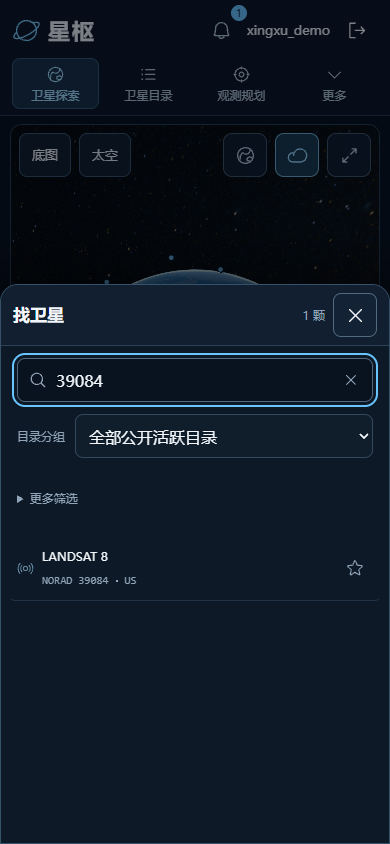 星枢
1
xingxu_demo
卫星探索
卫星目录
观测规划
更多
底图
太空
找卫星
1 颗
39084
目录分组
全部公开活跃目录
更多筛选
LANDSAT 8
NORAD 39084 · US